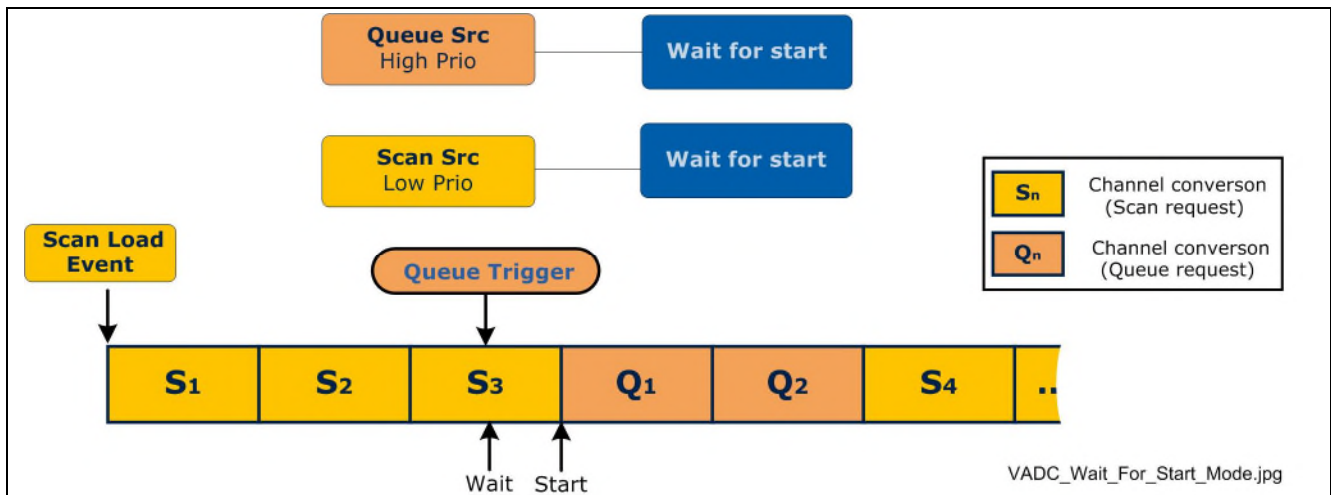 Queue Src
High Prio
Wait for start
Scan Src
Low Prio
Wait for start
Sn
Channel converson
(Scan request)
Qn
Channel converson
(Queue request)
Scan Load
Event
Queue Trigger
S1
S2
S3
Q1
Q2
S4
..
Wait
Start
VADC_Wait_For_Start_Mode.jpg